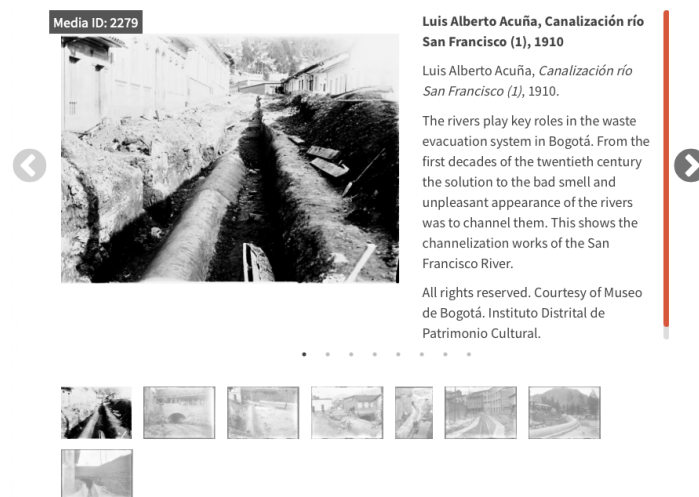 Media ID: 2279
Luis Alberto Acuña, Canalización río
San Francisco (1), 1910
Luis Alberto Acuña, Canalización río
San Francisco (1), 1910.
The rivers play key roles in the waste
evacuation system in Bogotá. From the
first decades of the twentieth century
the solution to the bad smell and
unpleasant appearance of the rivers
was to channel them. This shows the
channelization works of the San
Francisco River.
All rights reserved. Courtesy of Museo
de Bogotá. Instituto Distrital de
Patrimonio Cultural.